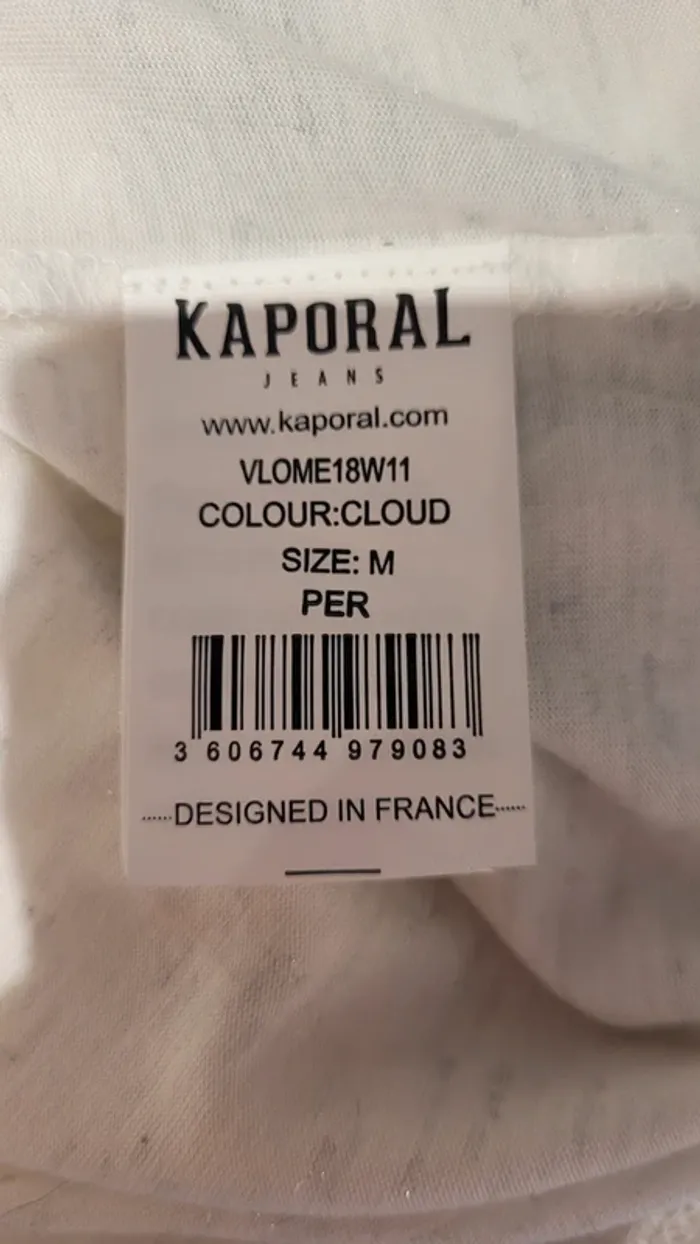 KAPORAL
JEANS
www.kaporal.com
VLOME18W11
COLOUR:CLOUD
SIZE: M
PER
3 606744 979083
DESIGNED IN FRANCE